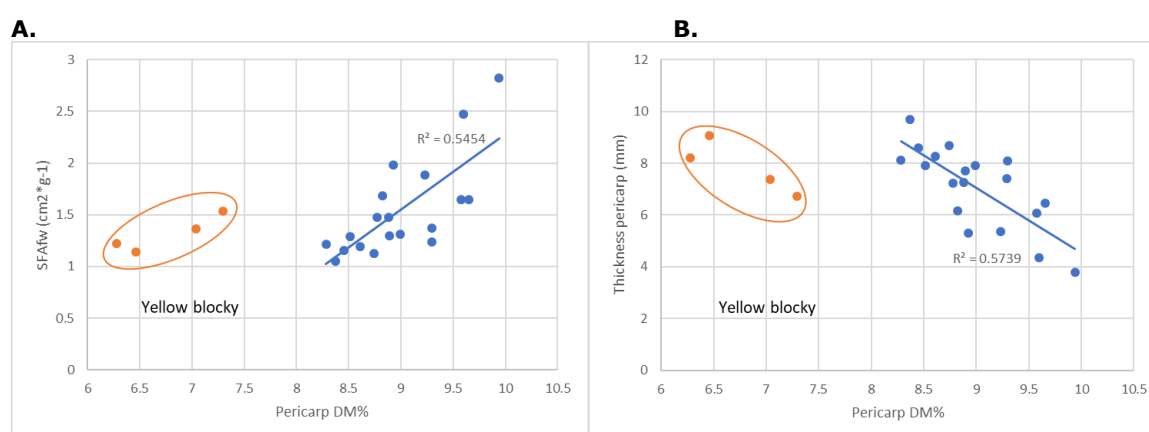 A.
B.
3
2.5
2
1.5
1
0.5
0
SFAfw (cm2*g-1)
R² = 0.5454
Yellow blocky
6 6.5 7 7.5 8 8.5 9 9.5 10 10.5
Pericarp DM%
12
10
8
6
4
2
0
Thickness pericarp (mm)
R² = 0.5739
Yellow blocky
6 6.5 7 7.5 8 8.5 9 9.5 10 10.5
Pericarp DM%